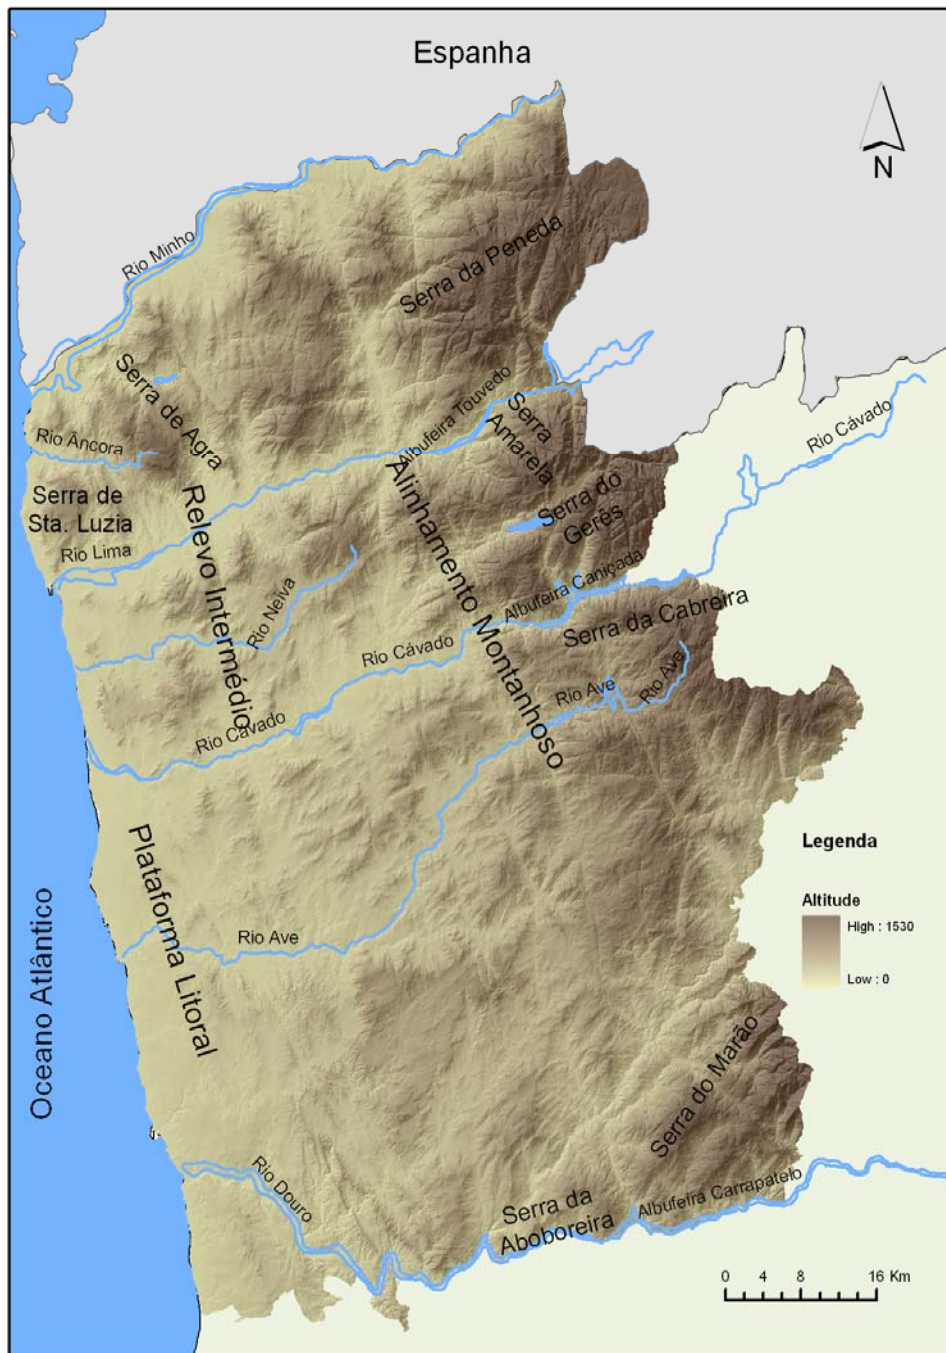 Espanha
N
Rio Minho
Serra da Peneda
Serra de Agra
Albufeira Touvedo
Serra
Amarela
Rio Cávado
Rio Âncora
Serra de
Sta. Luzia
Serra do
Gerês
Rio Lima
Relevo Intermédio
Alinhamento Montanhoso
Rio Neiva
Albufeira Caniçada
Serra da Cabreira
Rio Cávado
Rio Ave
Rio Ave
Rio Cávado
Plataforma Litoral
Legenda
Altitude
High : 1530
Low : 0
Oceano Atlântico
Rio Ave
Serra do Marão
Rio Douro
Serra da
Aboboreira
Albufeira Carrapatelo
0 4 8 16 Km